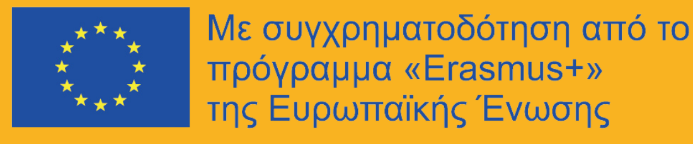 Με συγχρηματοδότηση από το
πρόγραμμα «Erasmus+»
της Ευρωπαϊκής Ένωσης